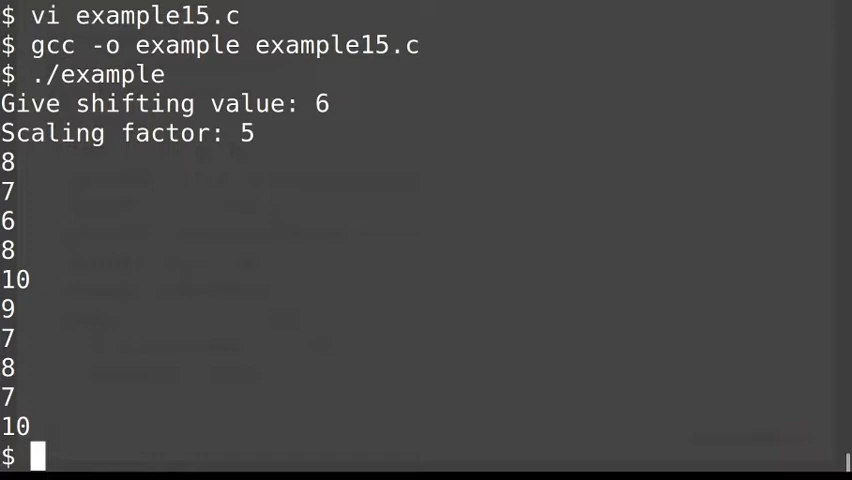 $ vi example15.c
$ gcc -o example example15.c
$ ./example
Give shifting value: 6
Scaling factor: 5
8
7
6
8
10
9
7
8
7
10
$